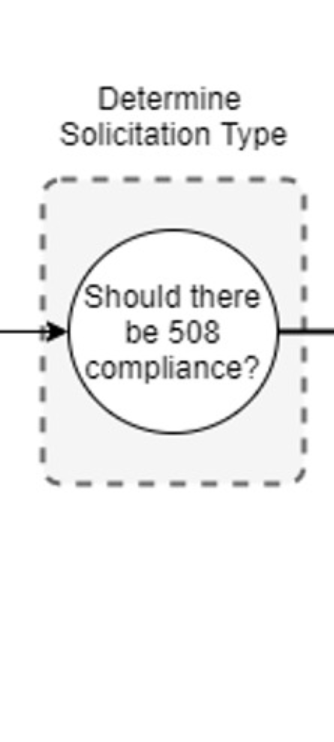 Determine
Solicitation Type
Should there
be 508
compliance?